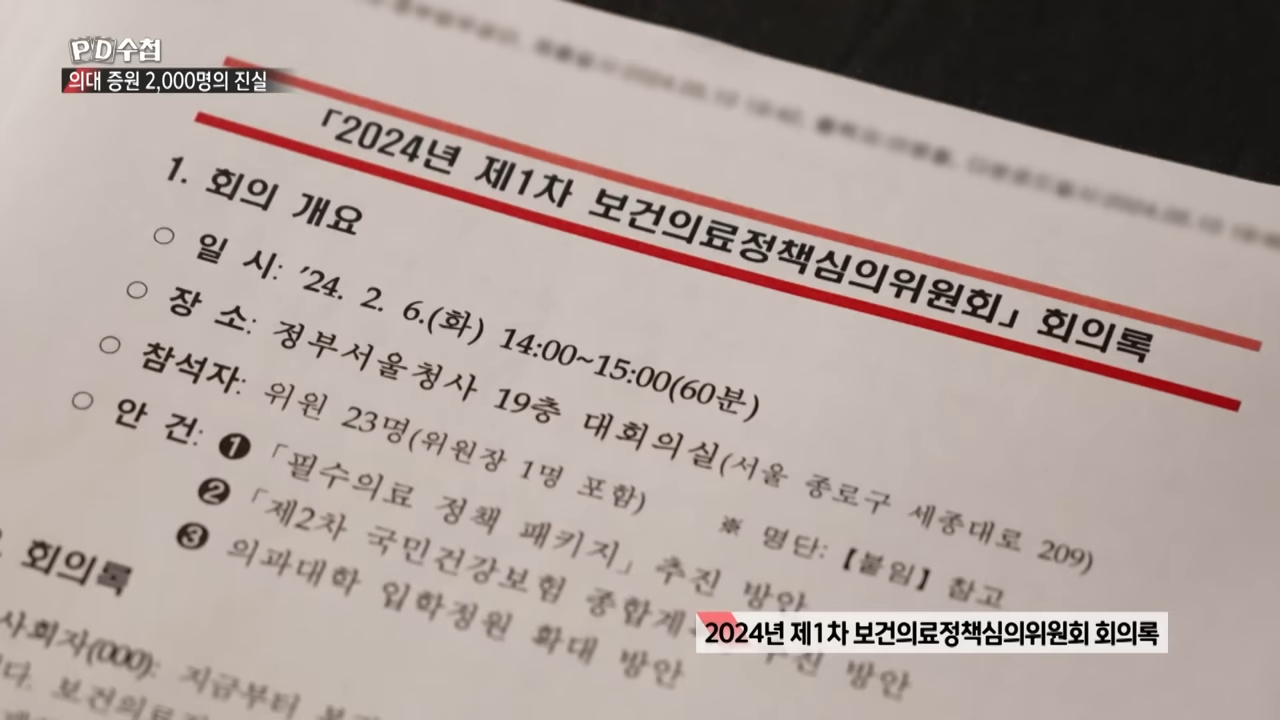 PD수첩
의대 증원 2,000명의 진실
「2024년 제1차 보건의료정책심의위원회」 회의록
1. 회의 개요
○ 일 시: ’24. 2. 6.(화) 14:00~15:00(60분)
○ 장 소: 정부서울청사 19층 대회의실(서울 종로구 세종대로 209)
○ 참석자: 위원 23명(위원장 1명 포함) ※ 명단: 【붙임】 참고
○ 안 건: ❶ 「필수의료 정책 패키지」 추진 방안
❷ 「제2차 국민건강보험 종합계 추진 방안
❸ 의과대학 입학정원 확대 방안
회의록
사회자(000): 지금부터
다. 보건의료
2024년 제1차 보건의료정책심의위원회 회의록